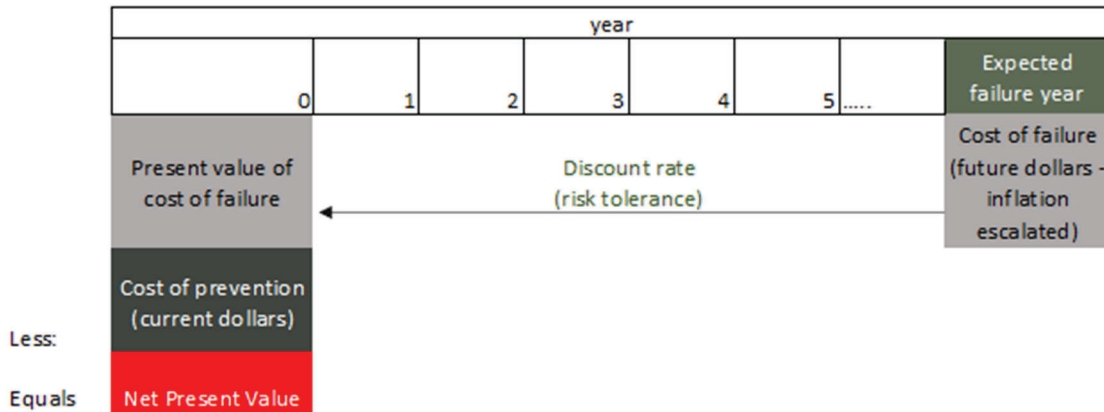 year
0 1 2 3 4 5 .....
Expected
failure year
Present value of
cost of failure
Discount rate
(risk tolerance)
Cost of failure
(future dollars -
inflation
escalated)
Cost of prevention
(current dollars)
Less:
Equals
Net Present Value